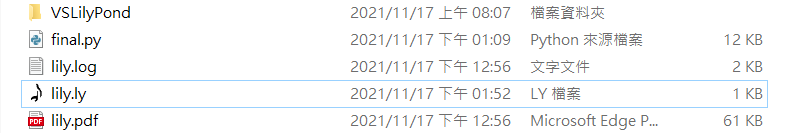 VSLilyPond 2021/11/17 上午 08:07 檔案資料夾
final.py 2021/11/17 下午 01:09 Python 來源檔案 12 KB
lily.log 2021/11/17 下午 12:56 文字文件 2 KB
lily.ly 2021/11/17 下午 01:52 LY 檔案 1 KB
lily.pdf 2021/11/17 下午 12:56 Microsoft Edge P... 61 KB